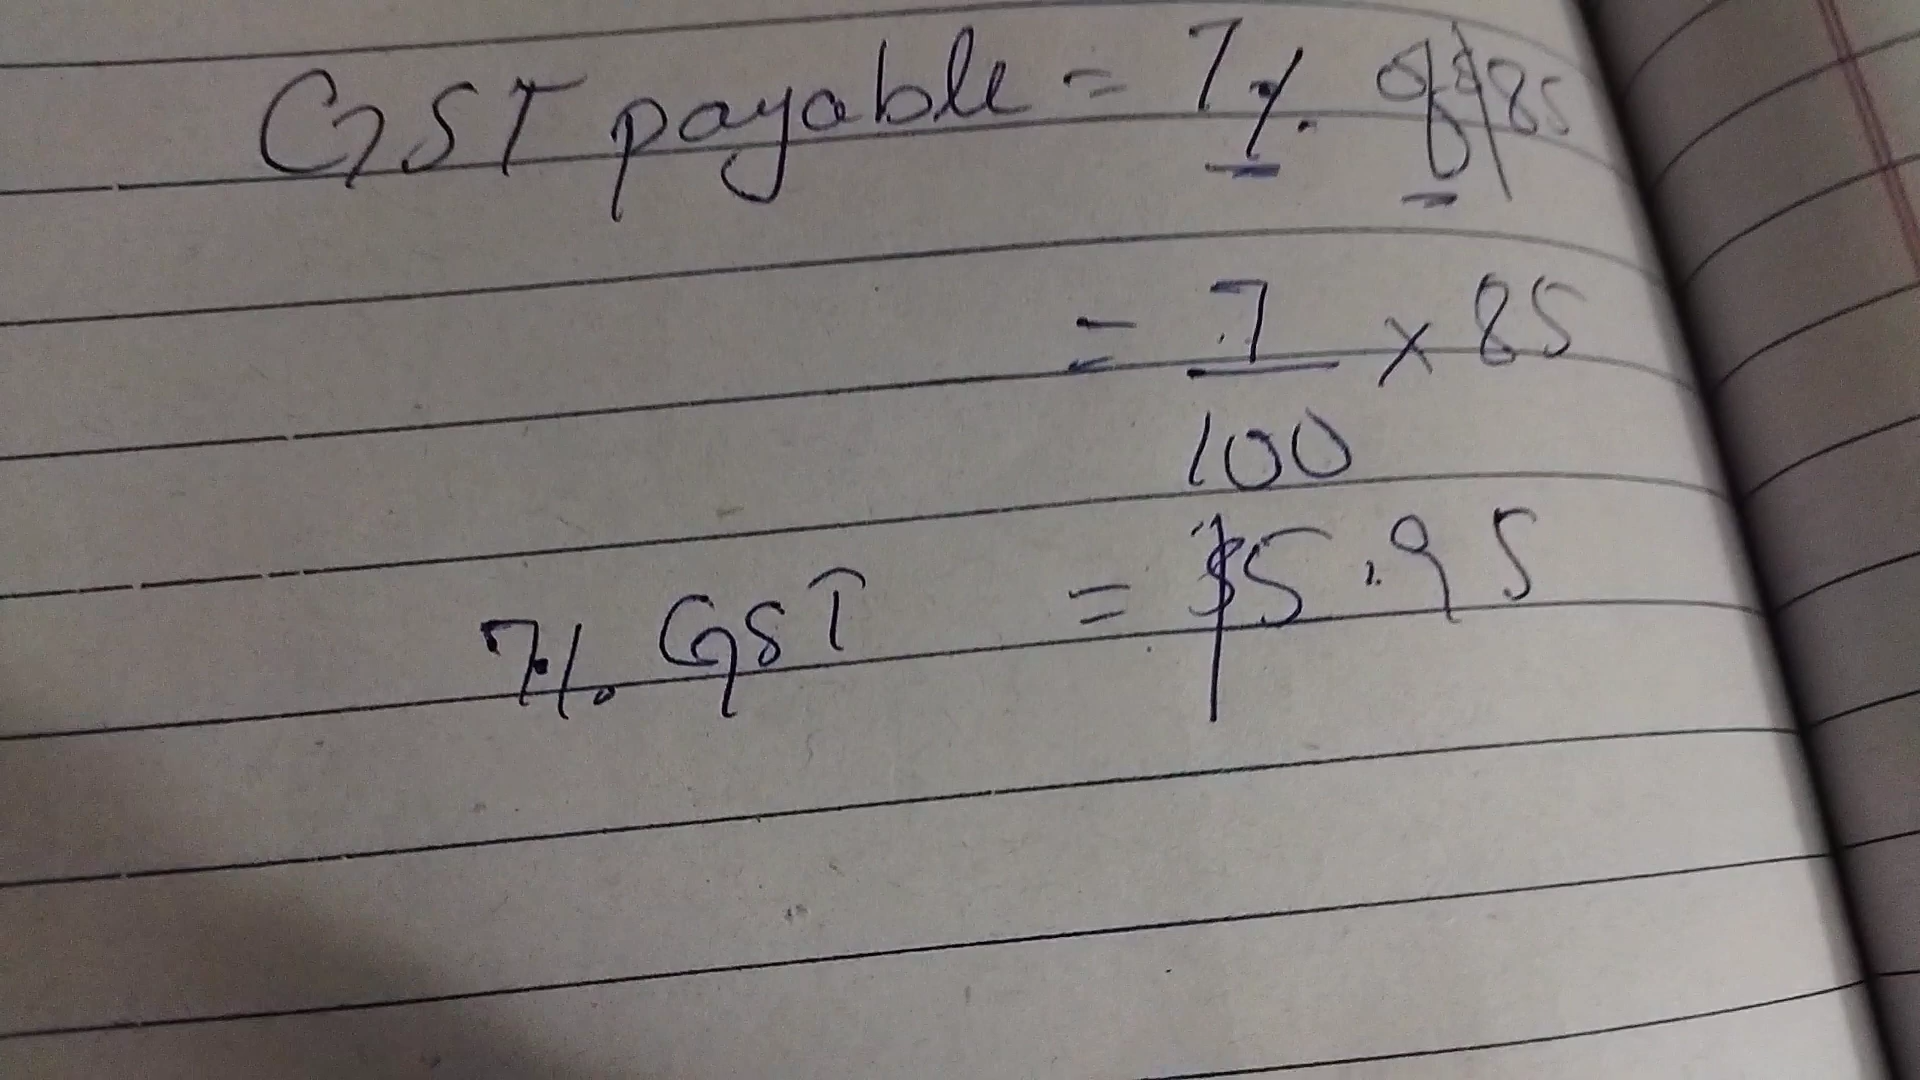 GST payable = 7% of $85
= 7/100 × 85
7% GST = $5.95